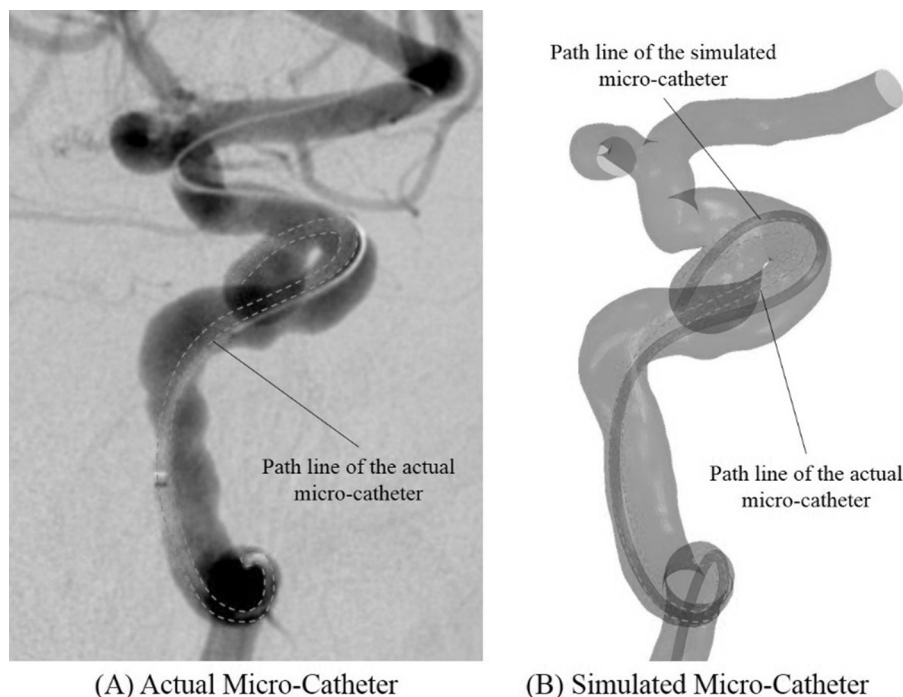 Path line of the simulated
micro-catheter
Path line of the actual
micro-catheter
Path line of the actual
micro-catheter
(A) Actual Micro-Catheter
(B) Simulated Micro-Catheter